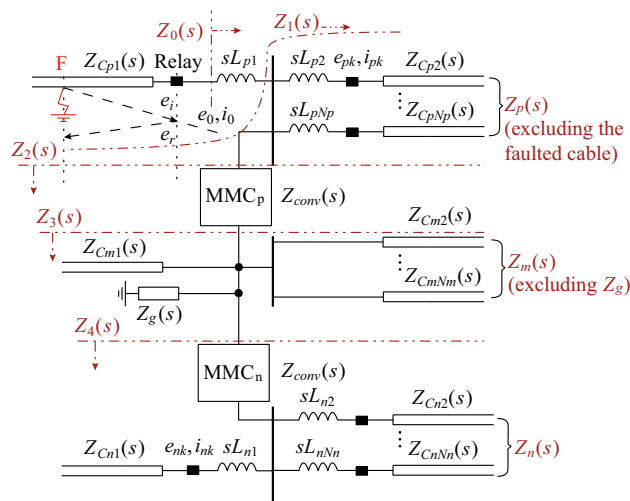 Z0(s)
Z1(s)
F
ZCp1(s)
Relay
sLp1
sLp2
epk, ipk
ZCp2(s)
ei
e0, i0
sLpNp
⋮
ZCpNp(s)
Zp(s)
(excluding the
faulted cable)
er
Z2(s)
MMCp
Zconv(s)
Z3(s)
ZCm1(s)
ZCm2(s)
⋮
ZCmNm(s)
Zm(s)
(excluding Zg)
Zg(s)
Z4(s)
MMCn
Zconv(s)
sLn2
ZCn2(s)
ZCn1(s)
enk, ink
sLn1
sLnNn
⋮
ZCnNn(s)
Zn(s)